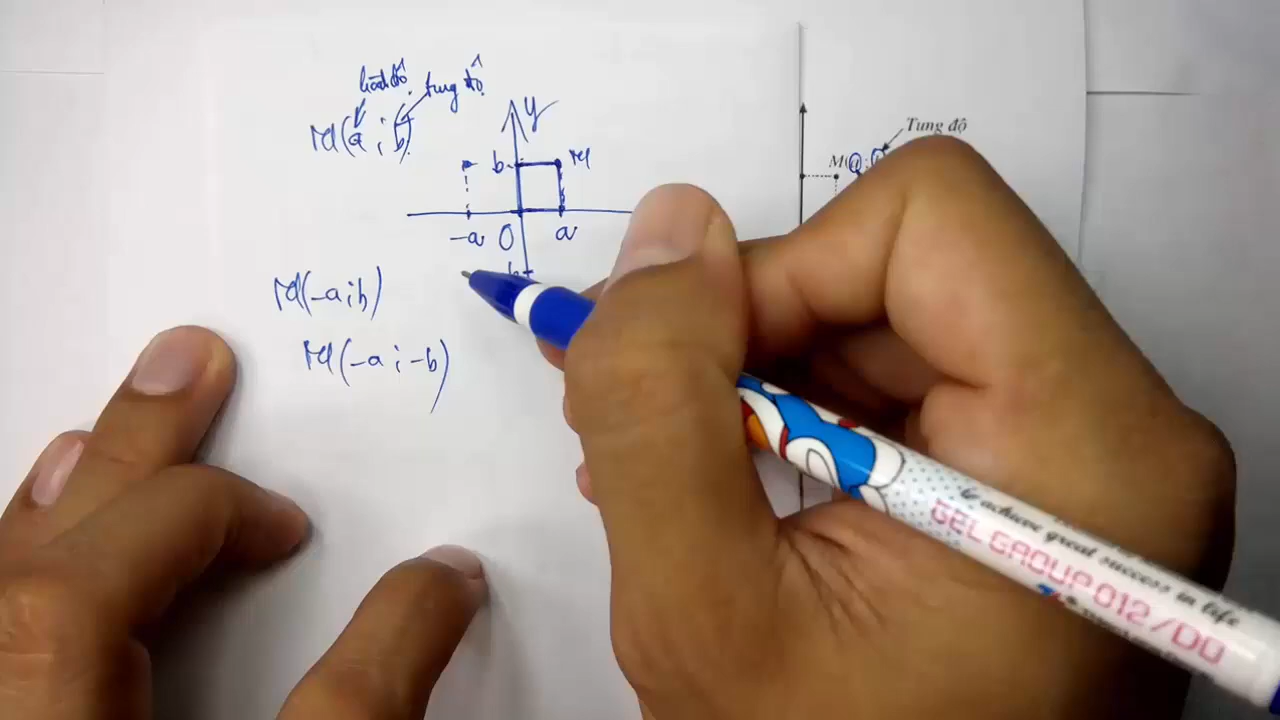 hoành độ tung độ
M(a ; b)
y
b M
-a O a
M(-a ; b)
M(-a ; -b)
Tung độ
M(a ;
to achieve great success in life
GEL GROUP 012/DO